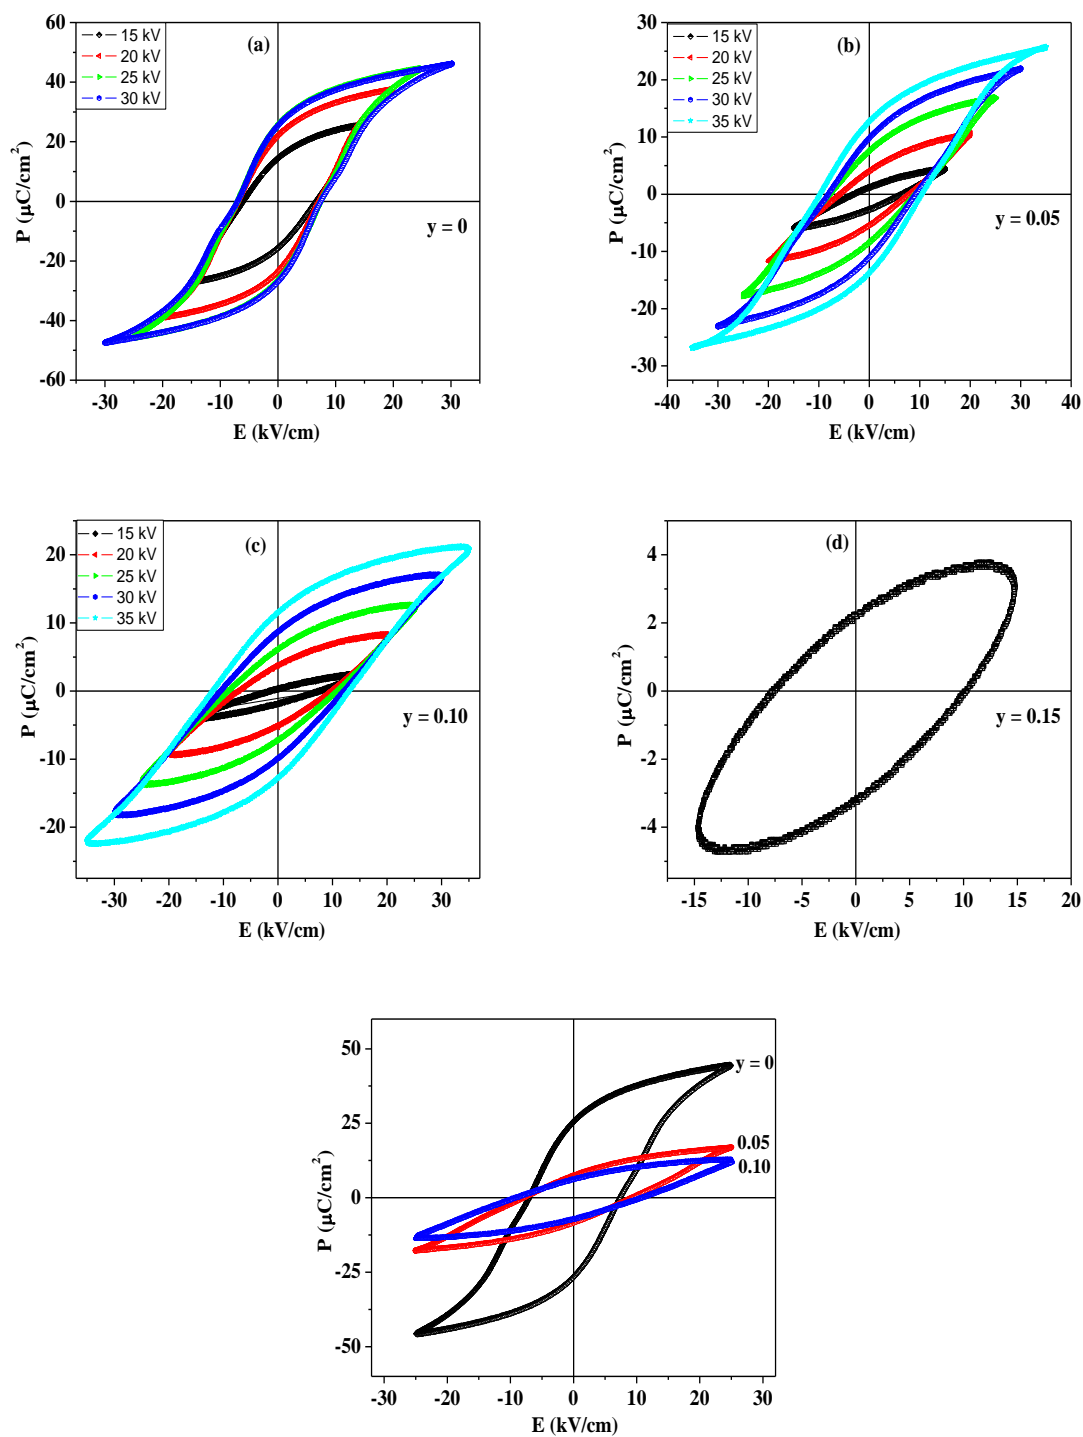 (a)
15 kV
20 kV
25 kV
30 kV
60
40
20
0
-20
-40
-60
P (μC/cm²)
y = 0
-30 -20 -10 0 10 20 30
E (kV/cm)
(b)
15 kV
20 kV
25 kV
30 kV
35 kV
30
20
10
0
-10
-20
-30
P (μC/cm²)
y = 0.05
-40 -30 -20 -10 0 10 20 30 40
E (kV/cm)
(c)
15 kV
20 kV
25 kV
30 kV
35 kV
20
10
0
-10
-20
P (μC/cm²)
y = 0.10
-30 -20 -10 0 10 20 30
E (kV/cm)
(d)
4
2
0
-2
-4
P (μC/cm²)
y = 0.15
-15 -10 -5 0 5 10 15 20
E (kV/cm)
50
25
0
-25
-50
P (μC/cm²)
y = 0
0.05
0.10
-30 -20 -10 0 10 20 30
E (kV/cm)